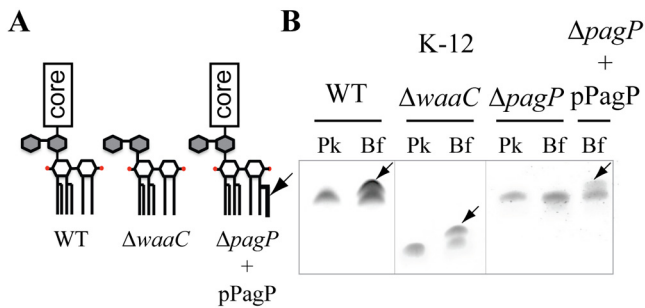 A
core
core
WT
ΔwaaC
ΔpagP
+
pPagP
B
K-12
WT
ΔwaaC
ΔpagP
ΔpagP
+
pPagP
Pk
Bf
Pk
Bf
Pk
Bf
Bf